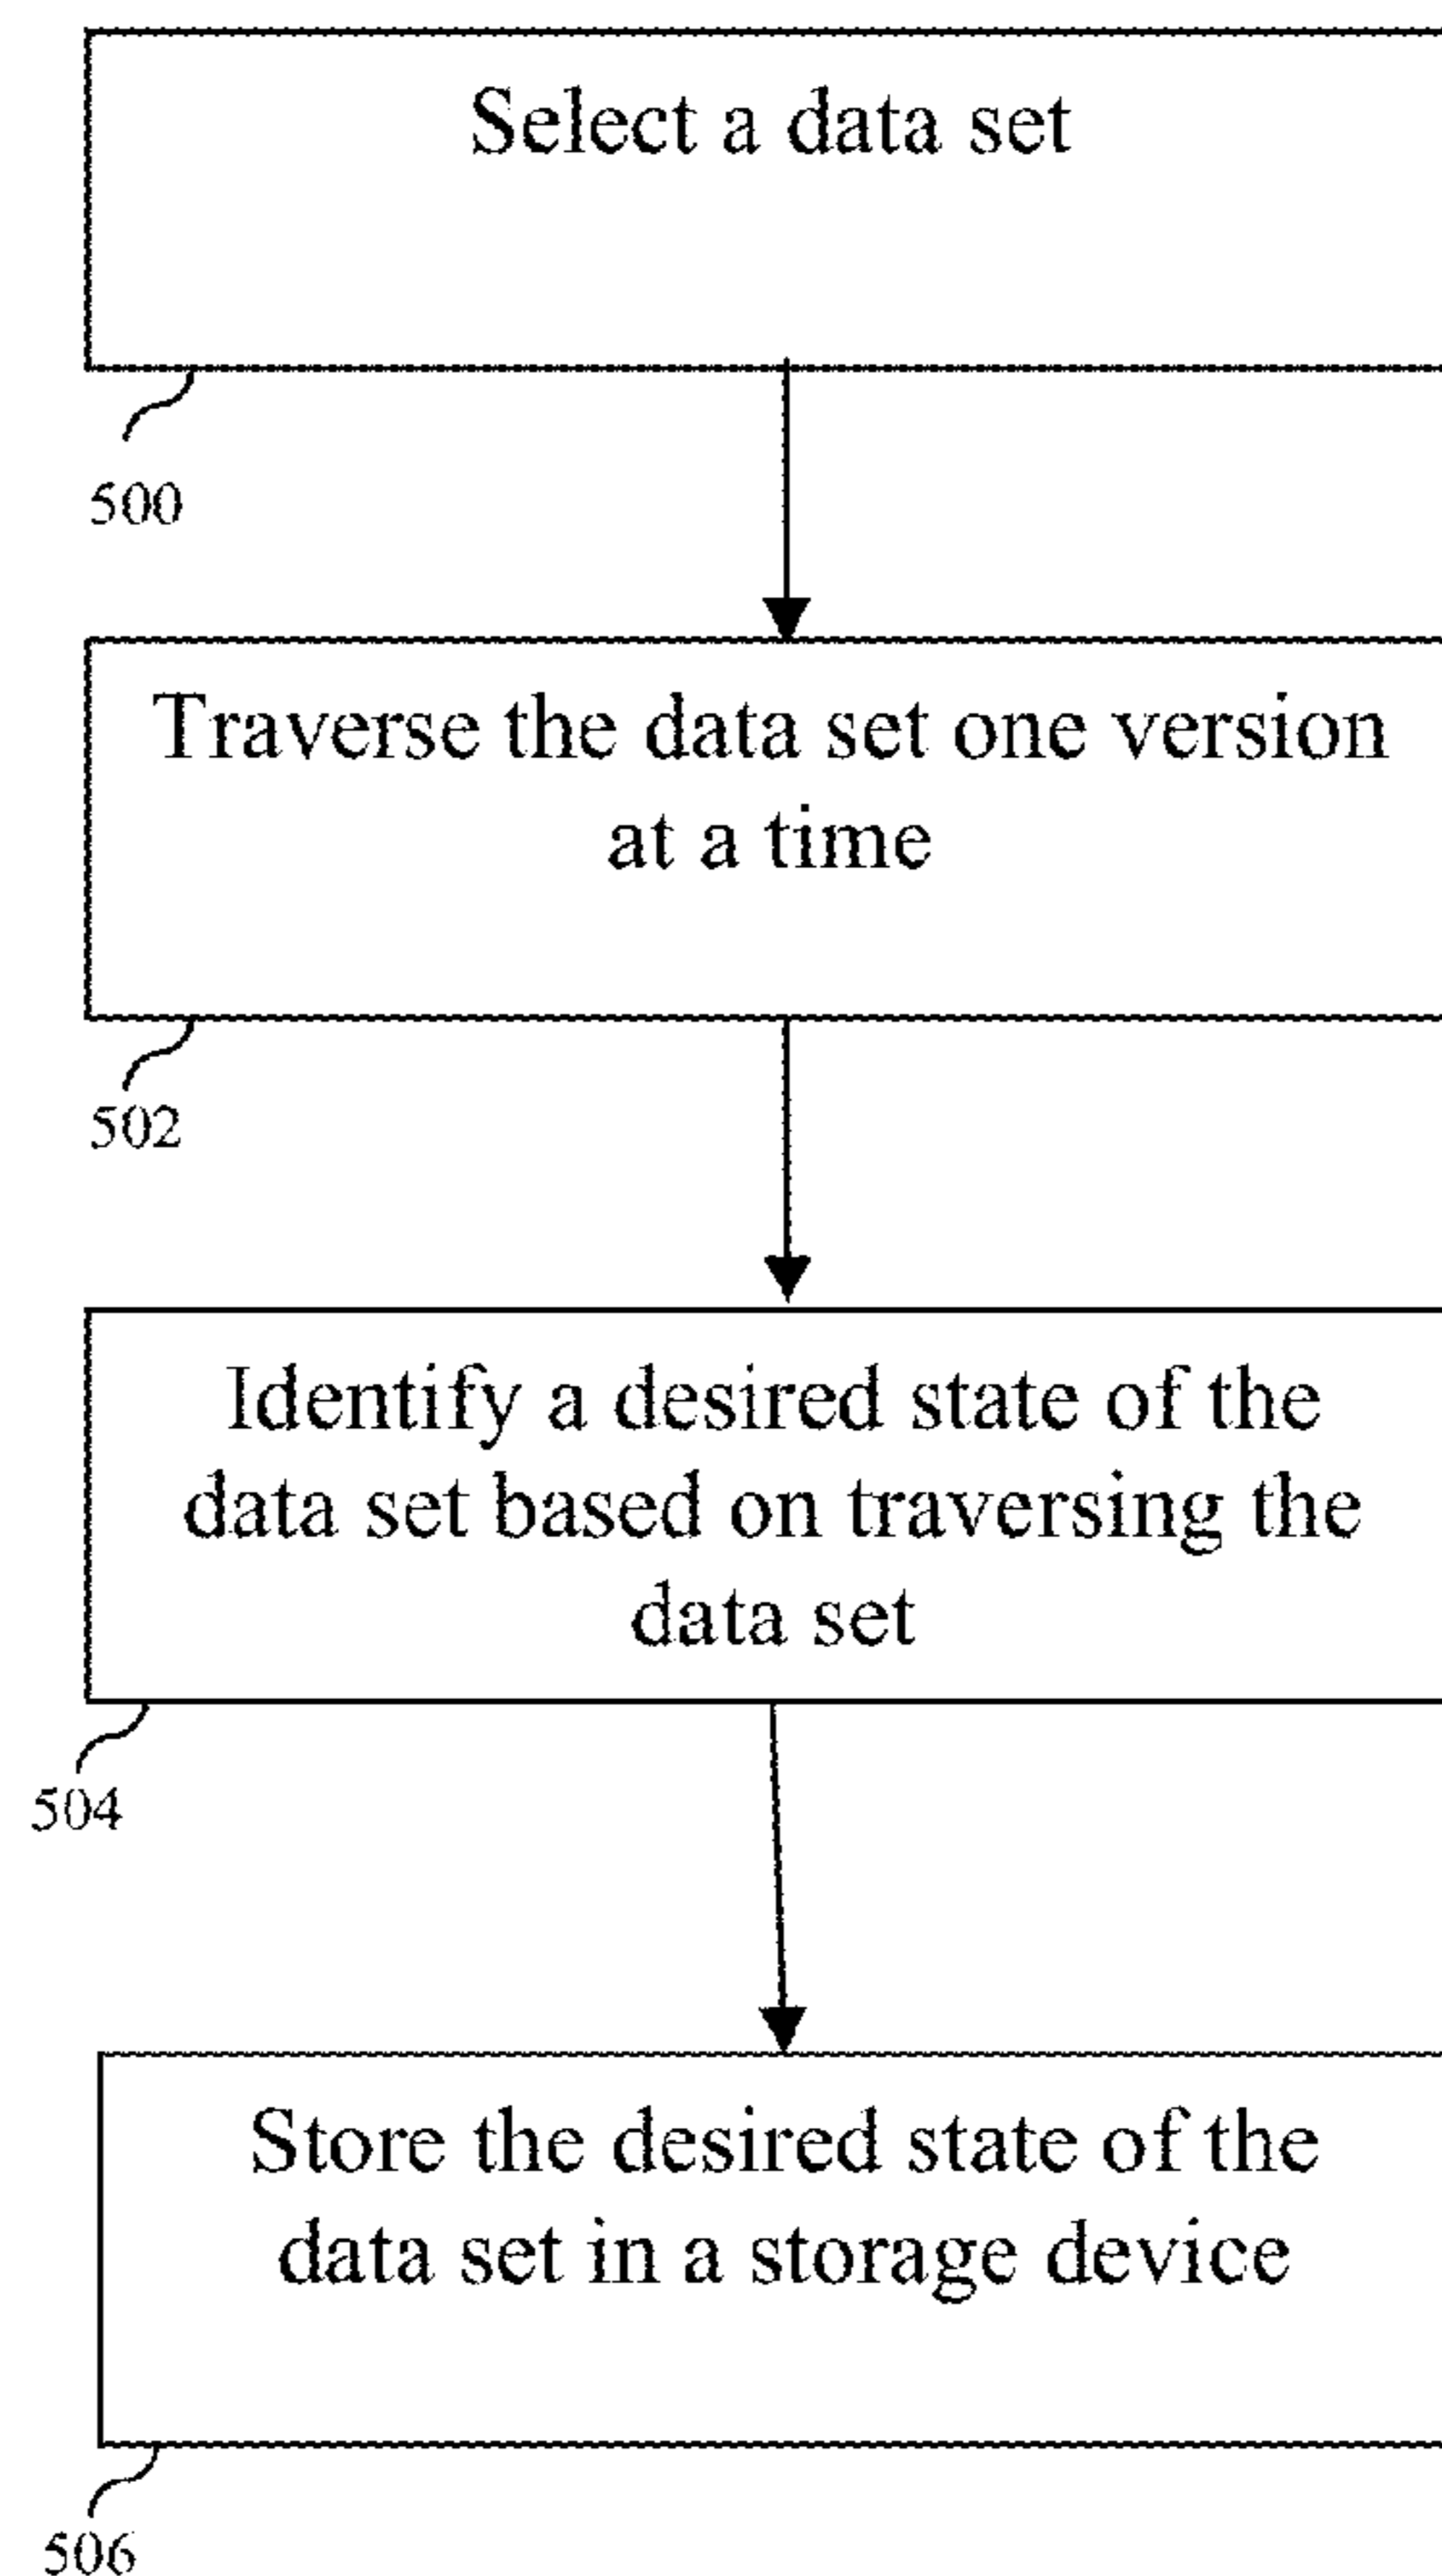 Select a data set
500
Traverse the data set one version
at a time
502
Identify a desired state of the
data set based on traversing the
data set
504
Store the desired state of the
data set in a storage device
506